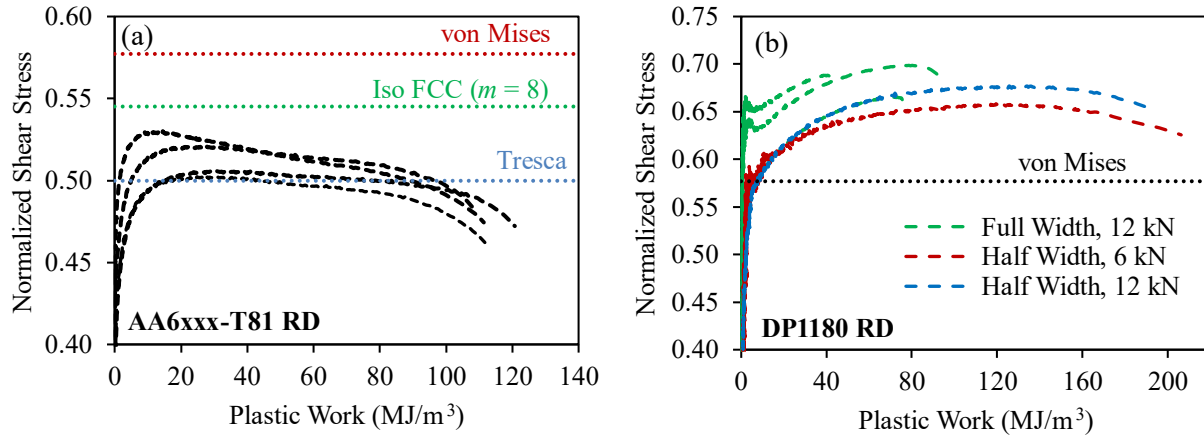 (a)
von Mises
Iso FCC (m = 8)
Tresca
AA6xxx-T81 RD
Normalized Shear Stress
0.60
0.55
0.50
0.45
0.40
0 20 40 60 80 100 120 140
Plastic Work (MJ/m³)
(b)
von Mises
Full Width, 12 kN
Half Width, 6 kN
Half Width, 12 kN
DP1180 RD
Normalized Shear Stress
0.75
0.70
0.65
0.60
0.55
0.50
0.45
0.40
0 40 80 120 160 200
Plastic Work (MJ/m³)